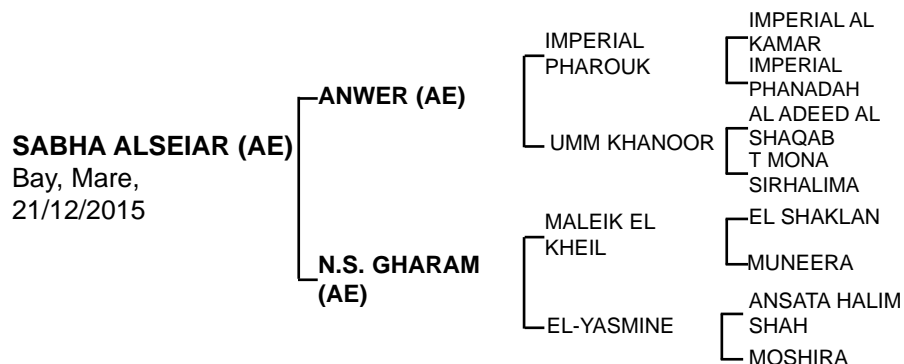 SABHA ALSEIAR (AE)
Bay, Mare,
21/12/2015
ANWER (AE)
N.S. GHARAM
(AE)
IMPERIAL
PHAROUK
UMM KHANOOR
MALEIK EL
KHEIL
EL-YASMINE
IMPERIAL AL
KAMAR
IMPERIAL
PHANADAH
AL ADEED AL
SHAQAB
T MONA
SIRHALIMA
EL SHAKLAN
MUNEERA
ANSATA HALIM
SHAH
MOSHIRA